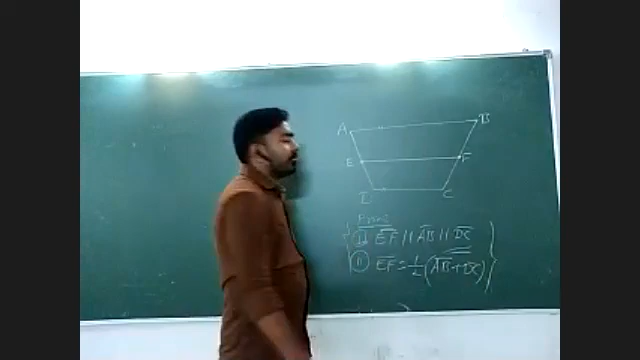 A B
E F
D C
Prove
(I) EF || AB || DC
(II) EF = 1/2 (AB + DC)